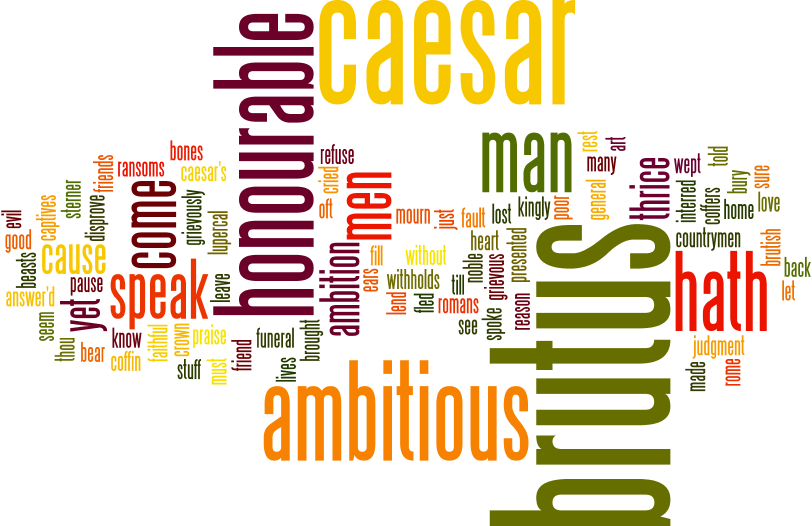 caesar
honourable
man
rest
many
art
bones
refuse
ransoms
caesar's
cried
oft
friends
sterner
captives
disprove
come
grievously
lupercal
men
mourn
just
fault
lost
kingly
poor
general
thrice
wept
told
bury
sure
interred
coffers
home
love
evil
good
beasts
cause
answer'd
pause
yet
speak
leave
ambition
fill
ears
without
withholds
lend
fled
till
romans
heart
noble
grievous
presented
see
spoke
reason
brutus
countrymen
hath
brutish
back
let
seem
thou
bear
know
coffin
faithful
crown
praise
stuff
must
friend
funeral
lives
brought
judgment
made
rome
ambitious